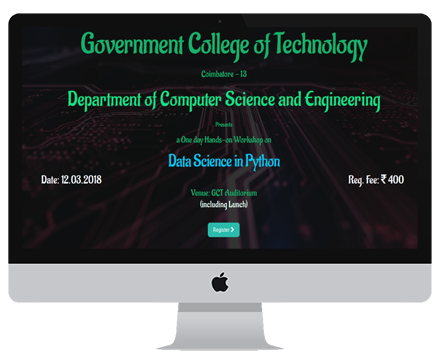 Government College of Technology
Coimbatore - 13
Department of Computer Science and Engineering
Presents
a One day Hands-on Workshop on
Data Science in Python
Date: 12.03.2018
Reg. Fee: ₹ 400
Venue: GCT Auditorium
(including Lunch)
Register